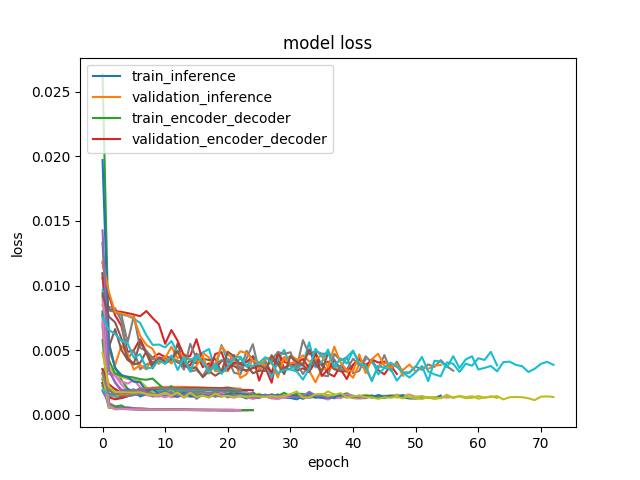 model loss
train_inference
validation_inference
train_encoder_decoder
validation_encoder_decoder
loss
0.025
0.020
0.015
0.010
0.005
0.000
0 10 20 30 40 50 60 70
epoch